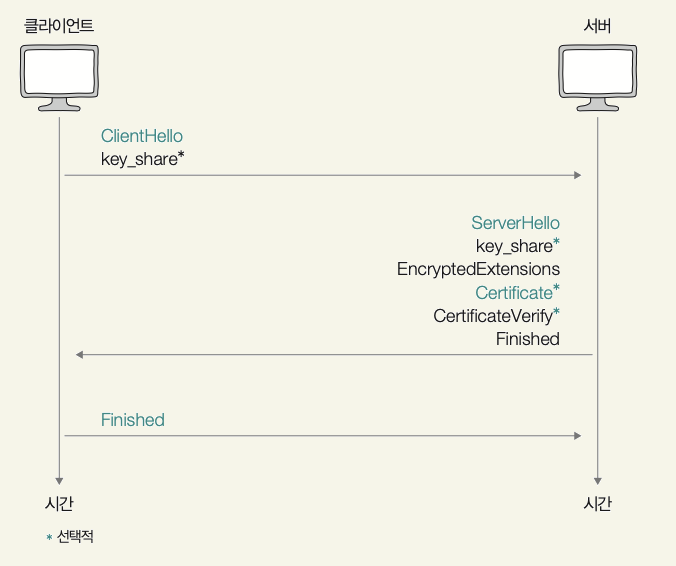 클라이언트
서버
ClientHello
key_share*
ServerHello
key_share*
EncryptedExtensions
Certificate*
CertificateVerify*
Finished
Finished
시간
시간
* 선택적